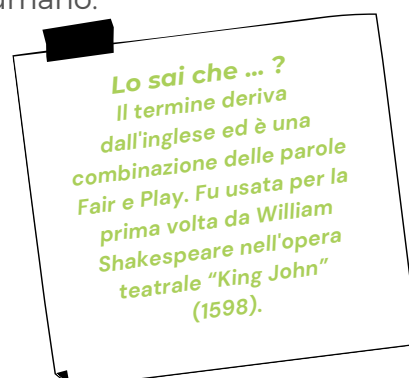 umano.
Lo sai che ... ?
Il termine deriva
dall'inglese ed è una
combinazione delle parole
Fair e Play. Fu usata per la
prima volta da William
Shakespeare nell'opera
teatrale “King John”
(1598).